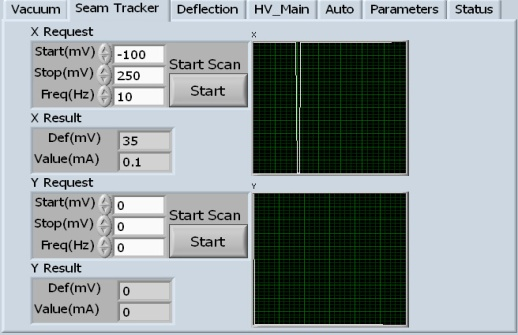 Vacuum Seam Tracker Deflection HV_Main Auto Parameters Status
X Request
Start(mV) -100
Stop(mV) 250
Freq(Hz) 10
Start Scan
Start
X
X Result
Def(mV) 35
Value(mA) 0.1
Y Request
Start(mV) 0
Stop(mV) 0
Freq(Hz) 0
Start Scan
Start
Y
Y Result
Def(mV) 0
Value(mA) 0